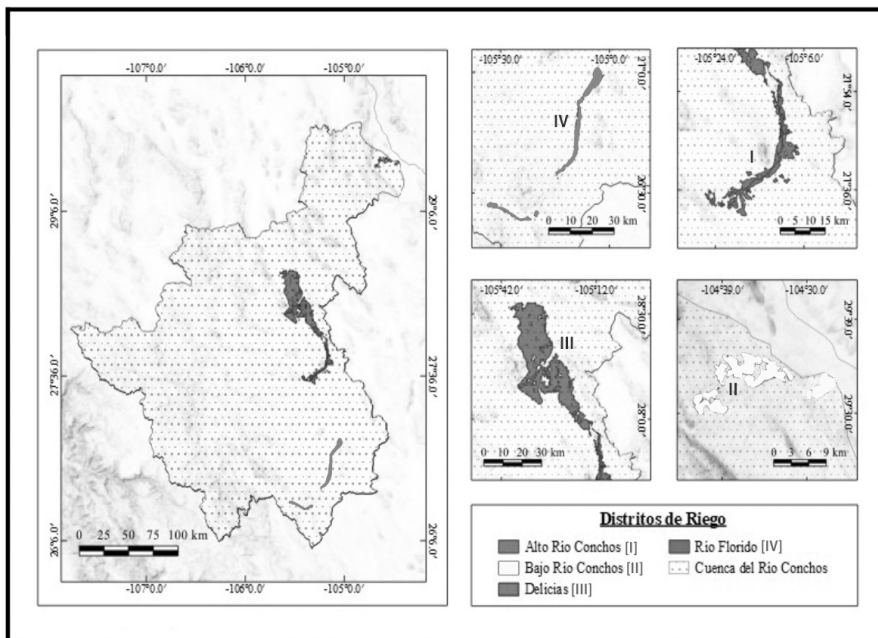 -107°0.0' -106°0.0' -105°0.0'
29°6.0' 29°6.0'
27°36.0' 27°36.0'
26°6.0' 26°6.0'
0 25 50 75 100 km
-107°0.0' -106°0.0' -105°0.0'
-105°30.0' -105°0.0'
IV
0 10 20 30 km
-105°24.0' -105°6.0'
27°54.0'
I
27°36.0'
0 5 10 15 km
-105°42.0' -105°12.0'
28°30.0'
III
28°0.0'
0 10 20 30 km
-104°39.0' -104°30.0'
29°39.0'
II
29°30.0'
0 3 6 9 km
Distritos de Riego
Alto Rio Conchos [I] Rio Florido [IV]
Bajo Rio Conchos [II] Cuenca del Rio Conchos
Delicias [III]